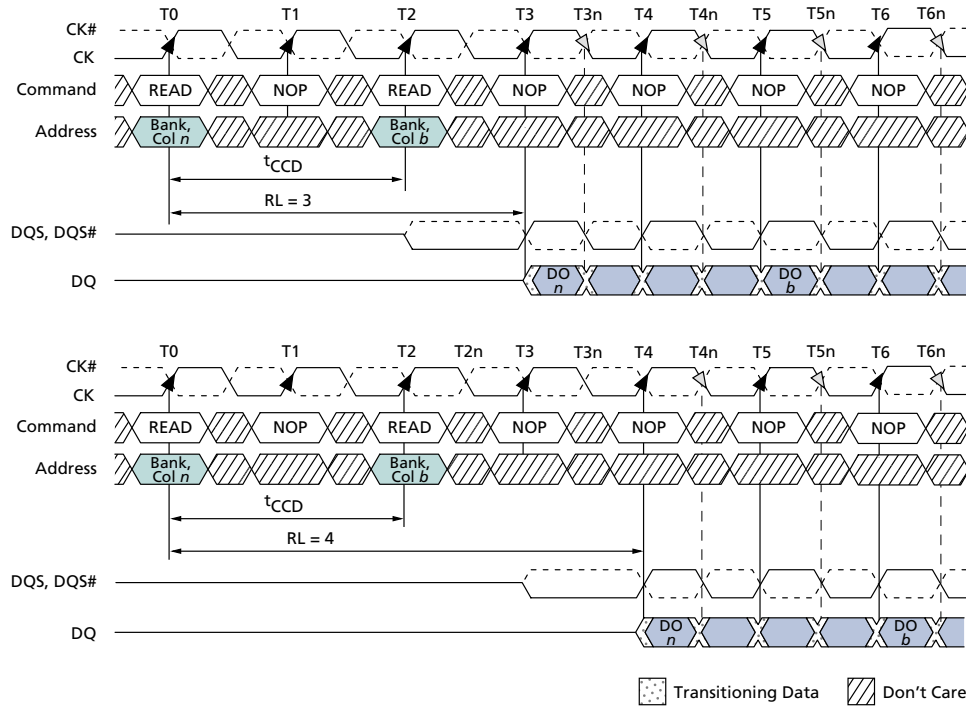 T0 T1 T2 T3 T3n T4 T4n T5 T5n T6 T6n
CK#
CK
Command READ NOP READ NOP NOP NOP NOP
Address Bank, Col n Bank, Col b
tCCD
RL = 3
DQS, DQS#
DQ DO n DO b
T0 T1 T2 T2n T3 T3n T4 T4n T5 T5n T6 T6n
CK#
CK
Command READ NOP READ NOP NOP NOP NOP
Address Bank, Col n Bank, Col b
tCCD
RL = 4
DQS, DQS#
DQ DO n DO b
Transitioning Data Don't Care